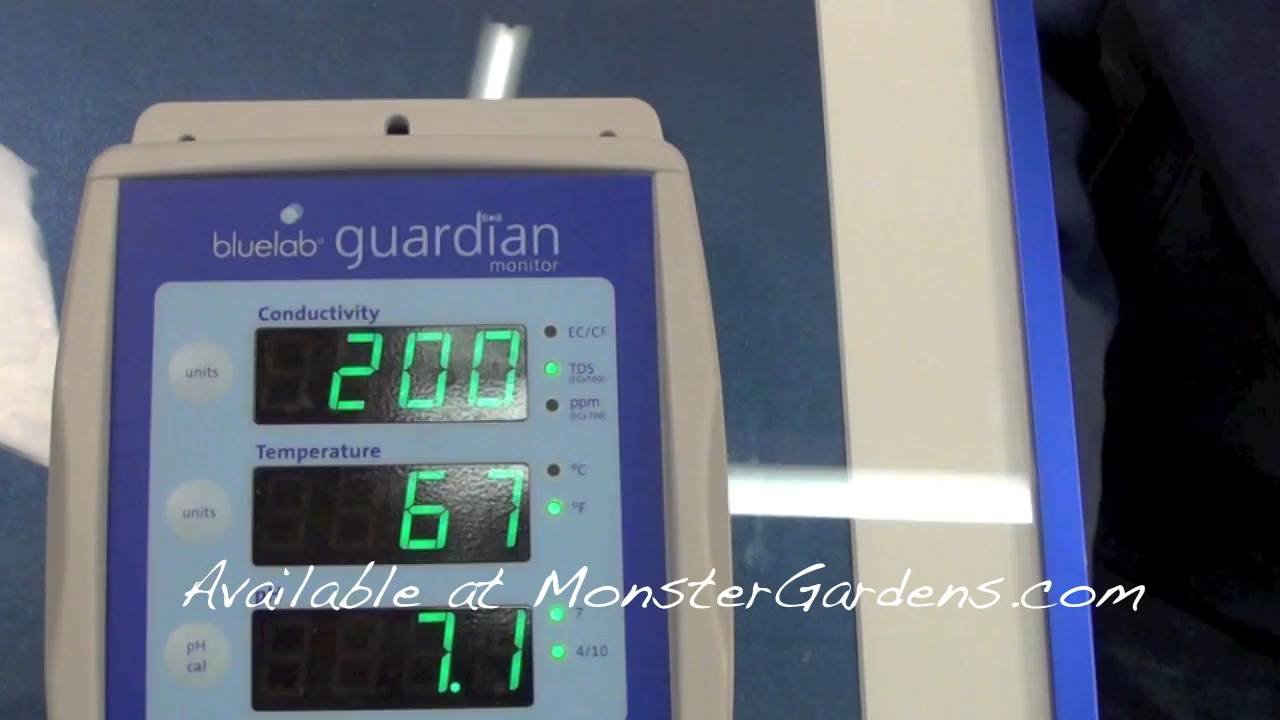 bluelab® guardian
monitor
Conductivity
units
200
EC/CF
TDS
(ECx500)
ppm
(ECx700)
Temperature
units
67
°C
°F
Available at MonsterGardens.com
pH
cal
7.1
7
4/10